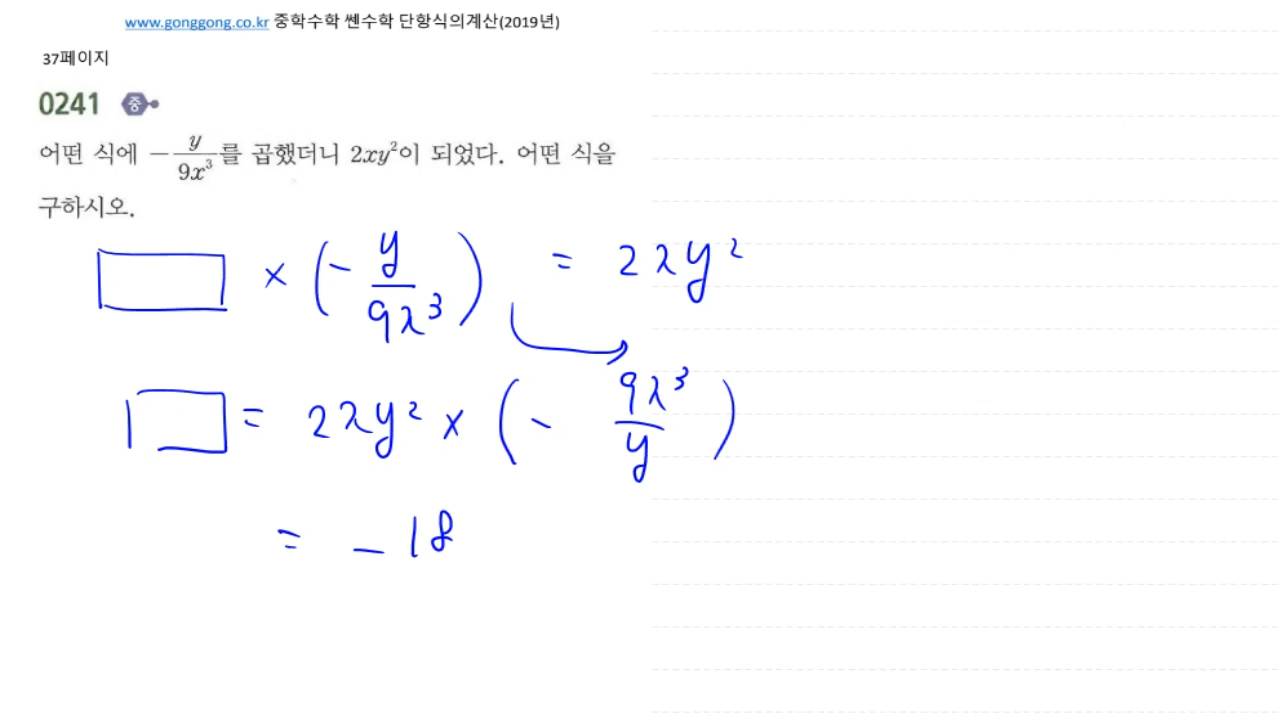 www.gonggong.co.kr 중학수학 쎈수학 단항식의계산(2019년)
37페이지
0241 중
어떤 식에 -y/9x³를 곱했더니 2xy²이 되었다. 어떤 식을
구하시오.
□ × (-y/9x³) = 2xy²
□ = 2xy² × (-9x³/y)
= -18